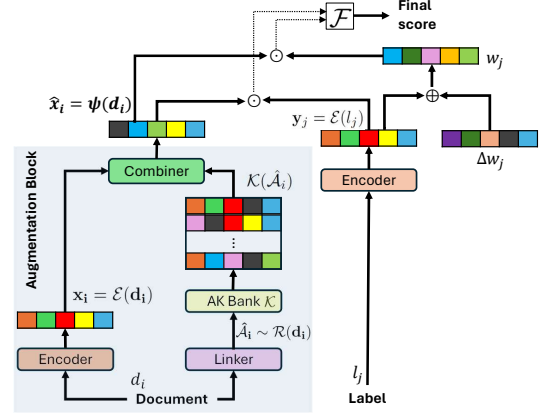 Final
score
ℱ
⊙
w_j
x̂_i = ψ(d_i)
⊙
y_j = ℰ(l_j)
⊕
Δw_j
Augmentation Block
Combiner
𝒦(𝒜̂_i)
Encoder
⋮
x_i = ℰ(d_i)
AK Bank 𝒦
𝒜̂_i ∼ ℛ(d_i)
Encoder
Linker
d_i
Document
l_j
Label